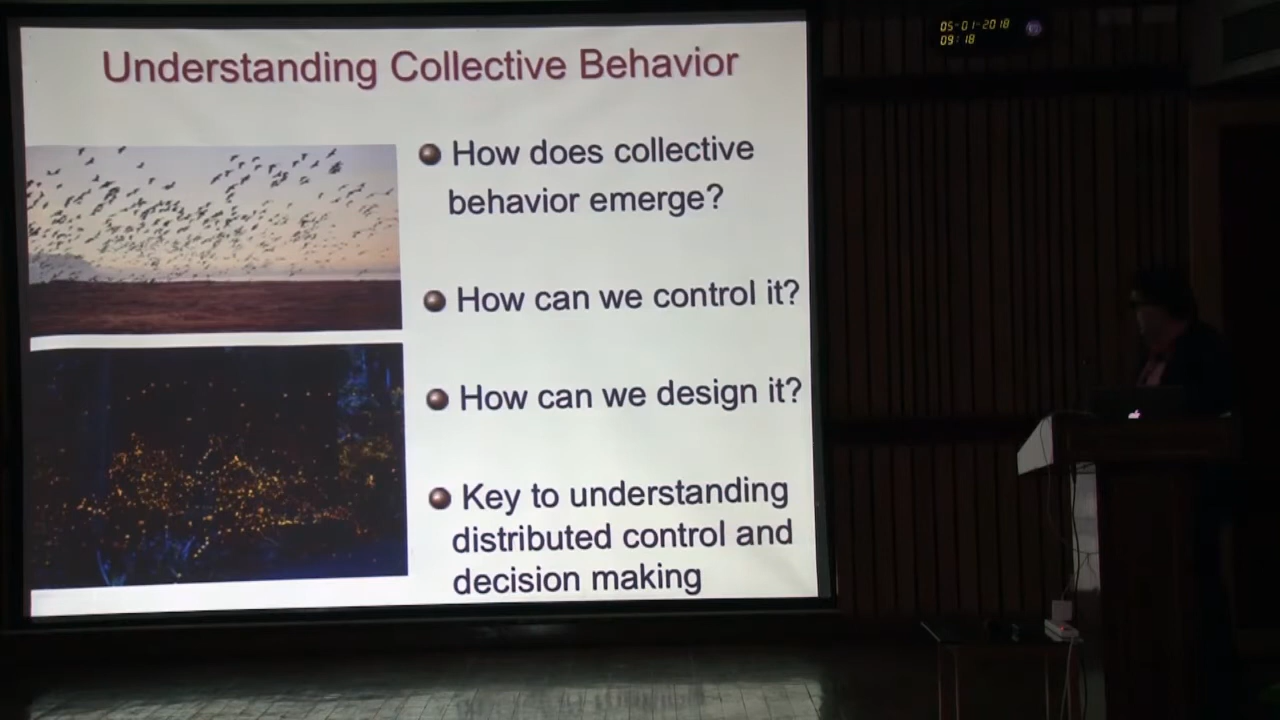 Understanding Collective Behavior
How does collective
behavior emerge?
How can we control it?
How can we design it?
Key to understanding
distributed control and
decision making
05-01-2018
09:18